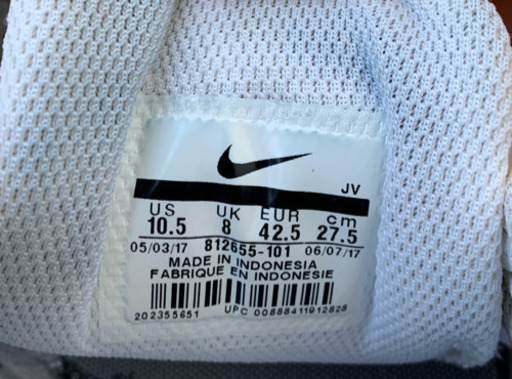 JV
US UK EUR cm
10.5 8 42.5 27.5
05/03/17 812655-101 06/07/17
MADE IN INDONESIA
FABRIQUE EN INDONESIE
202355651 UPC 00888411912828